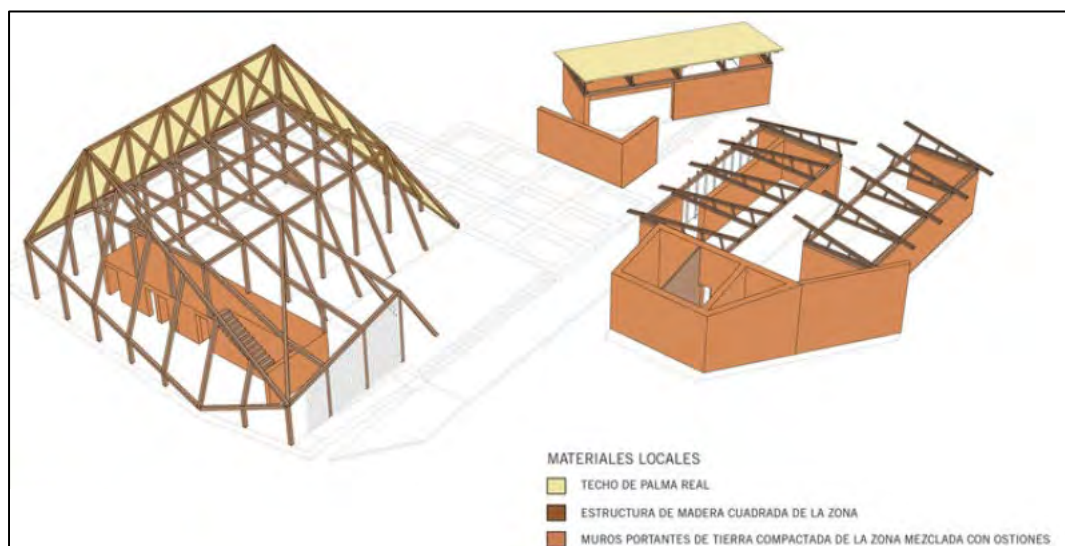 MATERIALES LOCALES
TECHO DE PALMA REAL
ESTRUCTURA DE MADERA CUADRADA DE LA ZONA
MUROS PORTANTES DE TIERRA COMPACTADA DE LA ZONA MEZCLADA CON OSTIONES